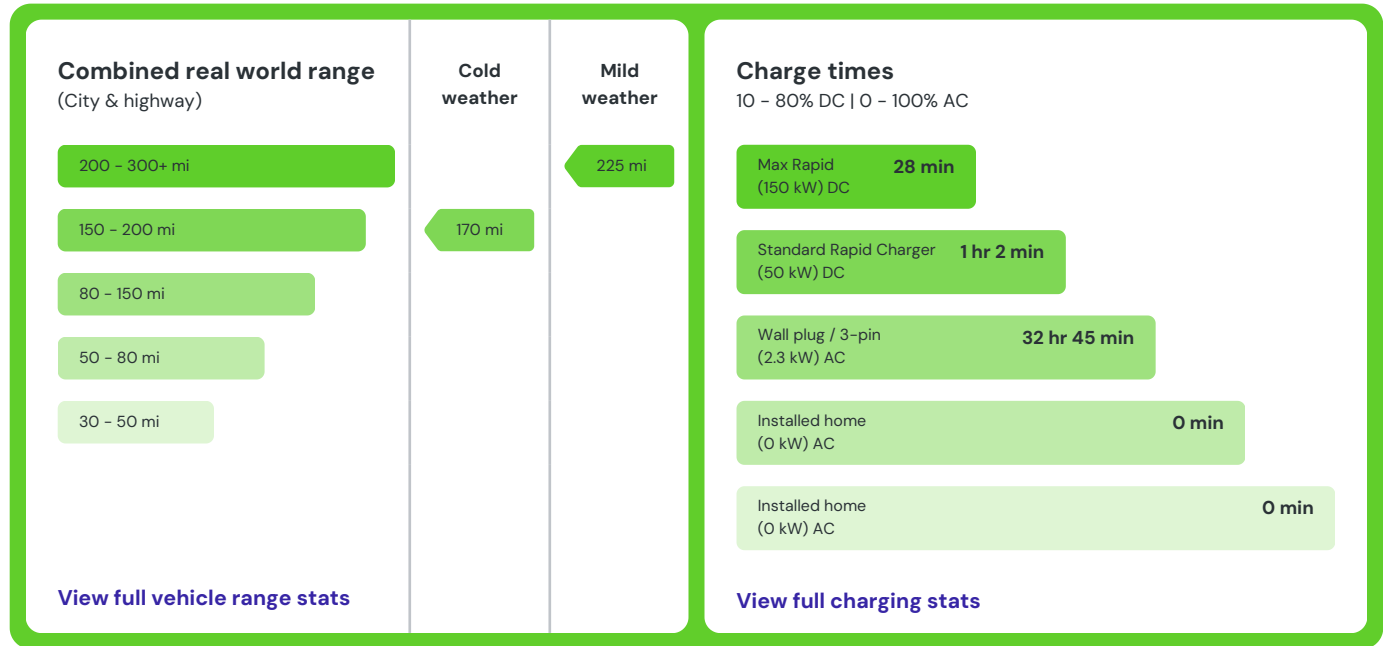 Combined real world range
(City & highway)
Cold
weather
Mild
weather
200 - 300+ mi
225 mi
150 - 200 mi
170 mi
80 - 150 mi
50 - 80 mi
30 - 50 mi
View full vehicle range stats
Charge times
10 - 80% DC | 0 - 100% AC
Max Rapid
(150 kW) DC
28 min
Standard Rapid Charger
(50 kW) DC
1 hr 2 min
Wall plug / 3-pin
(2.3 kW) AC
32 hr 45 min
Installed home
(0 kW) AC
0 min
Installed home
(0 kW) AC
0 min
View full charging stats